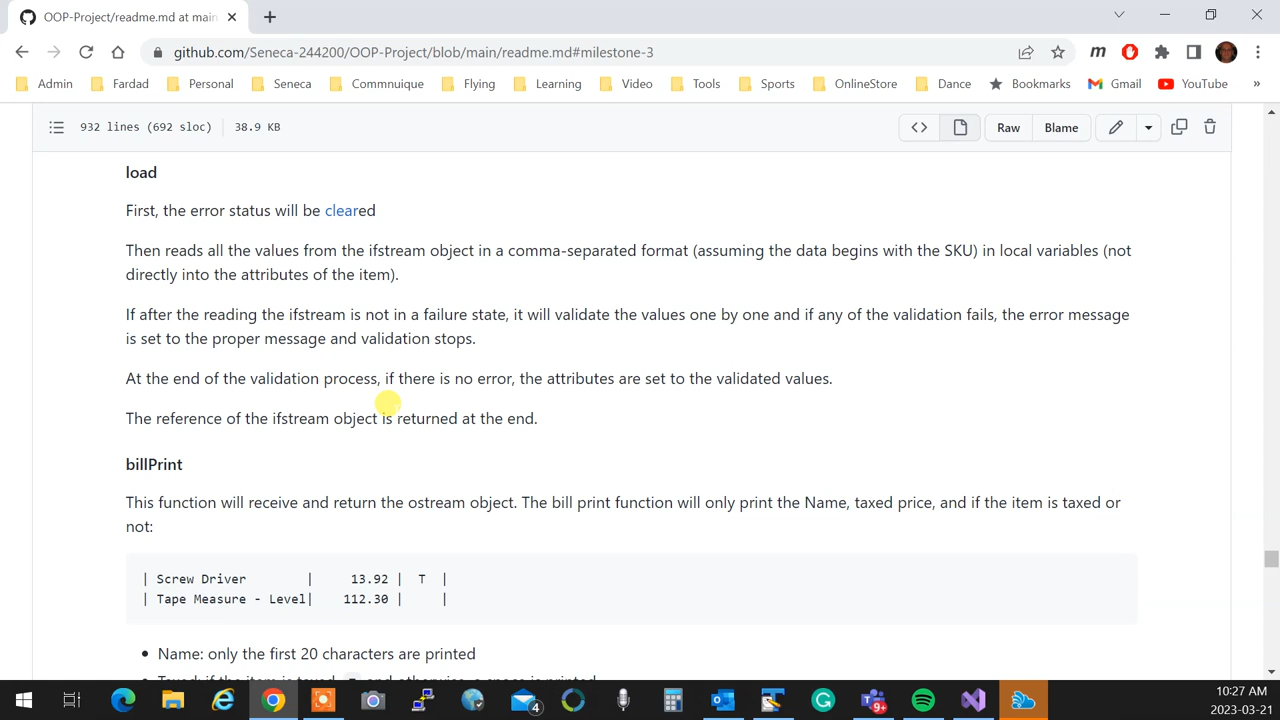 OOP-Project/readme.md at main
github.com/Seneca-244200/OOP-Project/blob/main/readme.md#milestone-3
Admin Fardad Personal Seneca Commnuique Flying Learning Video Tools Sports OnlineStore Dance Bookmarks Gmail YouTube »
932 lines (692 sloc) 38.9 KB Raw Blame
load
First, the error status will be cleared
Then reads all the values from the ifstream object in a comma-separated format (assuming the data begins with the SKU) in local variables (not
directly into the attributes of the item).
If after the reading the ifstream is not in a failure state, it will validate the values one by one and if any of the validation fails, the error message
is set to the proper message and validation stops.
At the end of the validation process, if there is no error, the attributes are set to the validated values.
The reference of the ifstream object is returned at the end.
billPrint
This function will receive and return the ostream object. The bill print function will only print the Name, taxed price, and if the item is taxed or
not:
| Screw Driver        |     13.92 |  T  |
| Tape Measure - Level|    112.30 |     |
• Name: only the first 20 characters are printed
10:27 AM
4 9+
2023-03-21